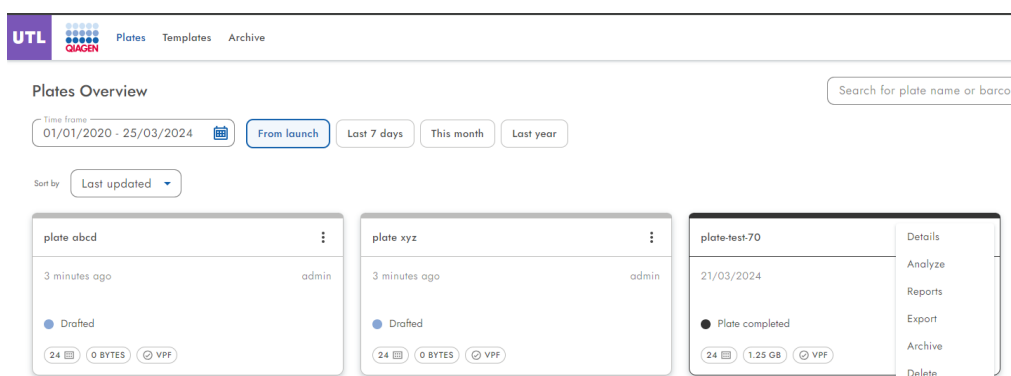 UTL
QIAGEN
Plates Templates Archive
Plates Overview
Search for plate name or
Time frame
01/01/2020 - 25/03/2024
From launch
Last 7 days
This month
Last year
Sort by
Last updated
plate abcd
3 minutes ago
admin
Drafted
24
0 BYTES
VPF
plate xyz
3 minutes ago
admin
Drafted
24
0 BYTES
VPF
plate-test-70
21/03/2024
Plate completed
24
1.25 GB
VPF
Details
Analyze
Reports
Export
Archive
Delete